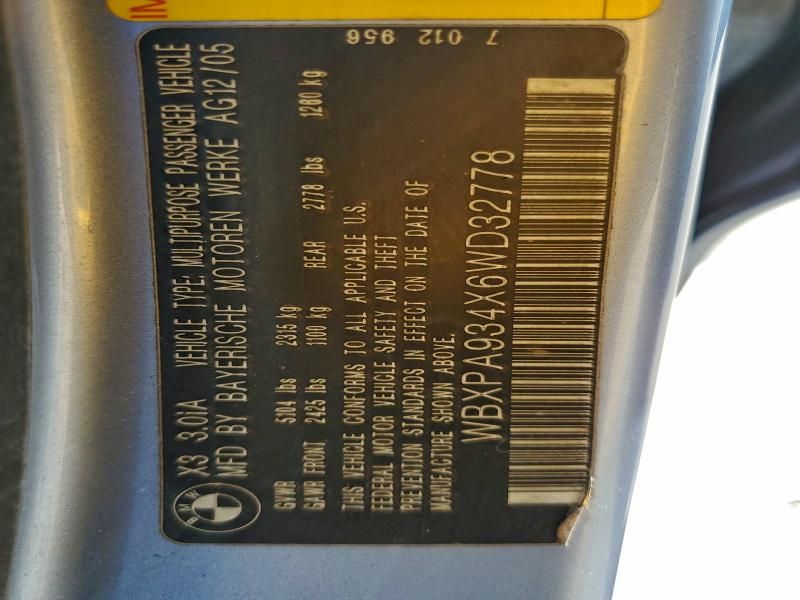 IM
BMW
X3 3.0iA VEHICLE TYPE: MULTIPURPOSE PASSENGER VEHICLE
MFD BY BAYERISCHE MOTOREN WERKE AG12/05
GVWR 5104 lbs 2315 kg
GAWR FRONT 2425 lbs 1100 kg REAR 2778 lbs 1260 kg
THIS VEHICLE CONFORMS TO ALL APPLICABLE U.S.
FEDERAL MOTOR VEHICLE SAFETY AND THEFT
PREVENTION STANDARDS IN EFFECT ON THE DATE OF
MANUFACTURE SHOWN ABOVE.
WBXPA934X6WD32778
7 012 956